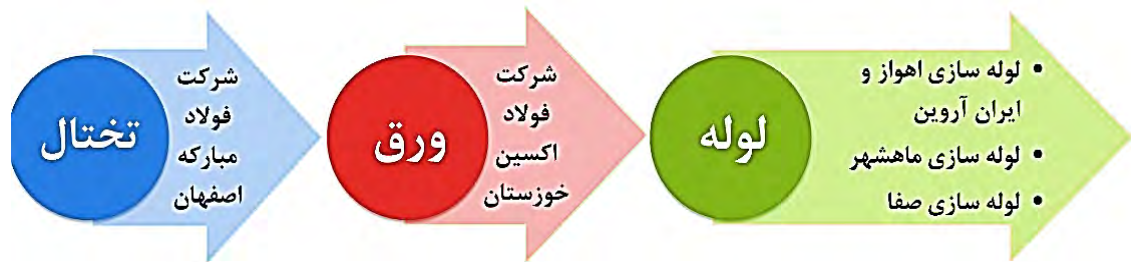 تختال
شرکت
فولاد
مبارکه
اصفهان
ورق
شرکت
فولاد
اکسین
خوزستان
لوله
• لوله سازی اهواز و
ایران آروین
• لوله سازی ماهشهر
• لوله سازی صفا